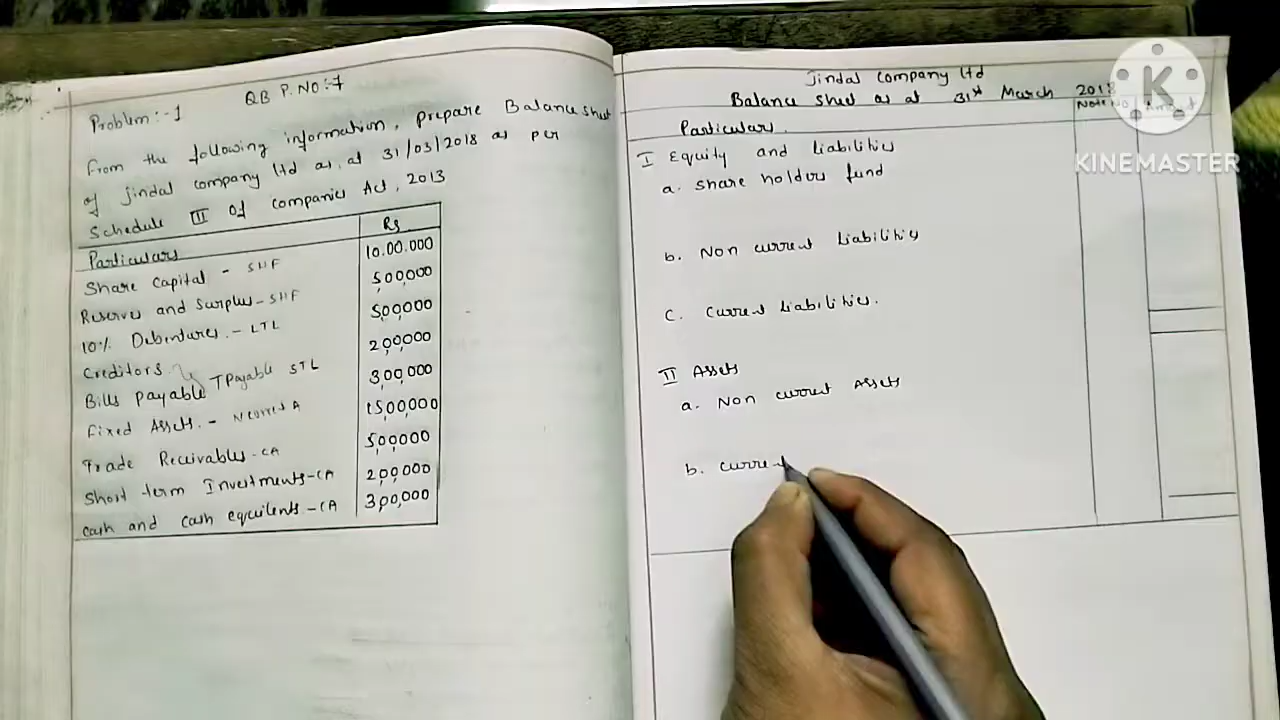 Problem:-1 QB P.NO:7
From the following information, prepare Balance sheet
of Jindal company ltd as at 31/03/2018 as per
Schedule III of companies Act, 2013
Particulars Rs
Share Capital - SHF 10,00,000
Reserves and Surplus - SHF 5,00,000
10% Debentures - LTL 5,00,000
Creditors 2,00,000
Bills Payable TPayable STL 3,00,000
Fixed Assets - Ncurret A 15,00,000
Trade Receivables - CA 5,00,000
Short term Investments - CA 2,00,000
Cash and cash equilents - CA 3,00,000
Jindal Company ltd
Balance sheet as at 31st March 2018
Particulars Note No
I Equity and liabilities
a. Share holders fund
b. Non current liabilities
c. Current liabilities.
II Assets
a. Non curret Assets
b. Current
K
KINEMASTER